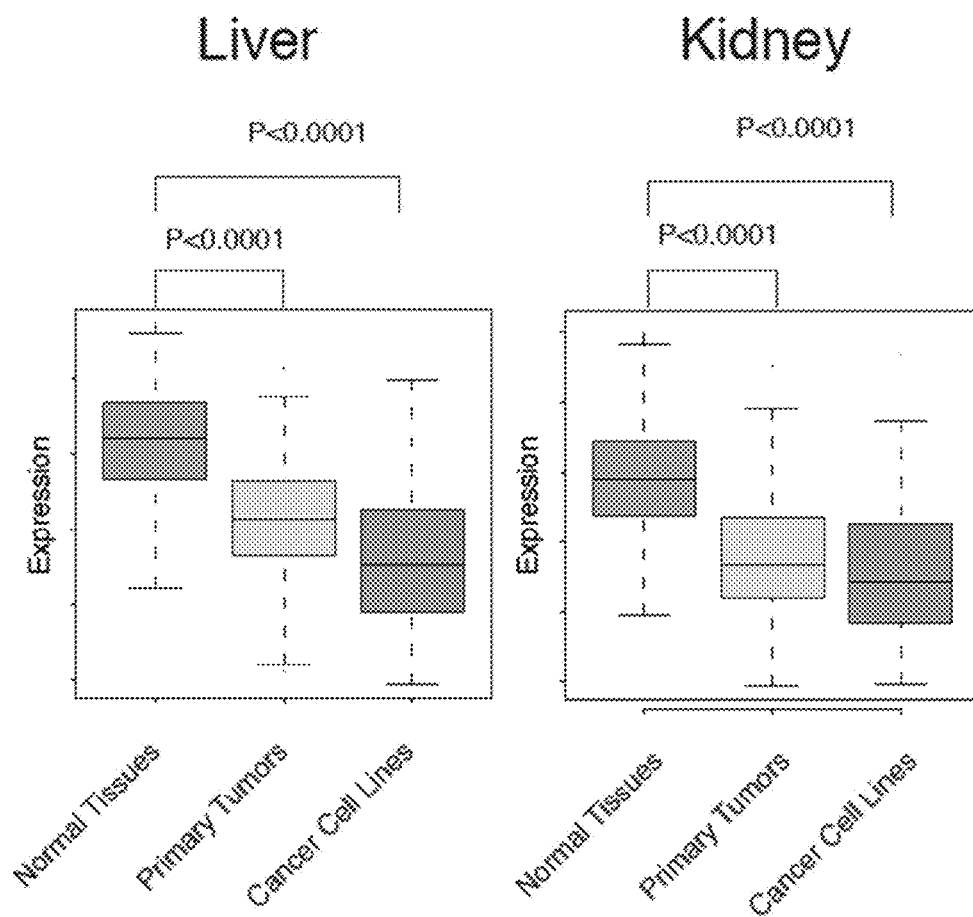 Liver
P<0.0001
P<0.0001
Expression
Normal Tissues
Primary Tumors
Cancer Cell Lines
Kidney
P<0.0001
P<0.0001
Expression
Normal Tissues
Primary Tumors
Cancer Cell Lines